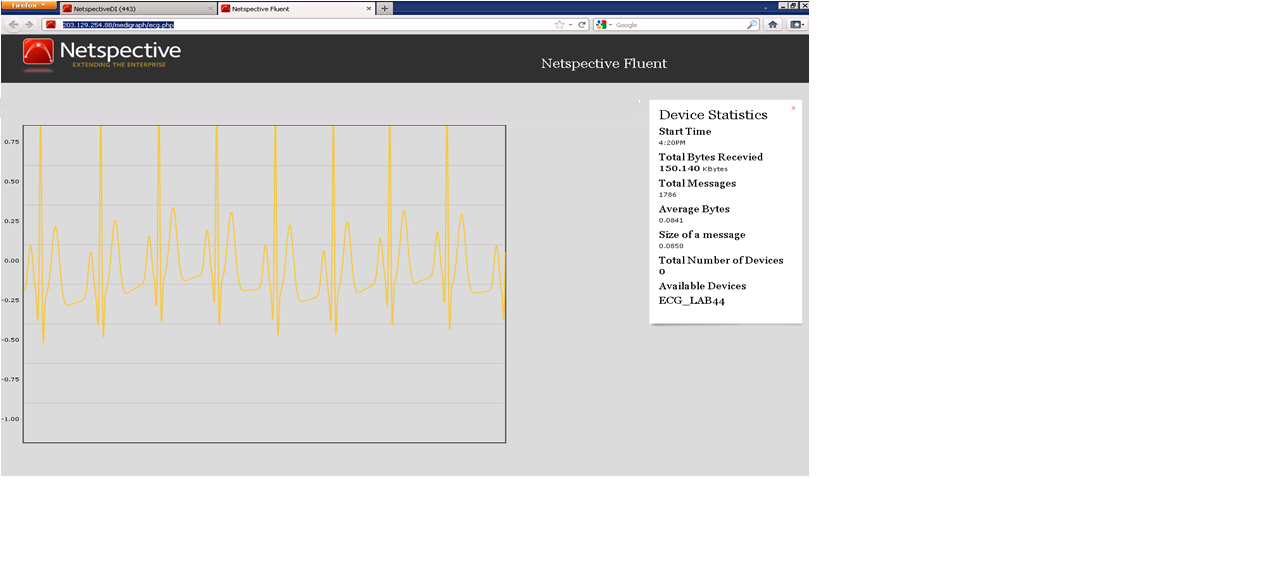 Firefox
NetspectiveDI (443)
Netspective Fluent
203.129.254.88/medigraph/ecg.php
Google
Netspective
EXTENDING THE ENTERPRISE
Netspective Fluent
0.75
0.50
0.25
0.00
-0.25
-0.50
-0.75
-1.00
x
Device Statistics
Start Time
4:20PM
Total Bytes Recevied
150.140 KBytes
Total Messages
1786
Average Bytes
0.0841
Size of a message
0.0850
Total Number of Devices
0
Available Devices
ECG_LAB44